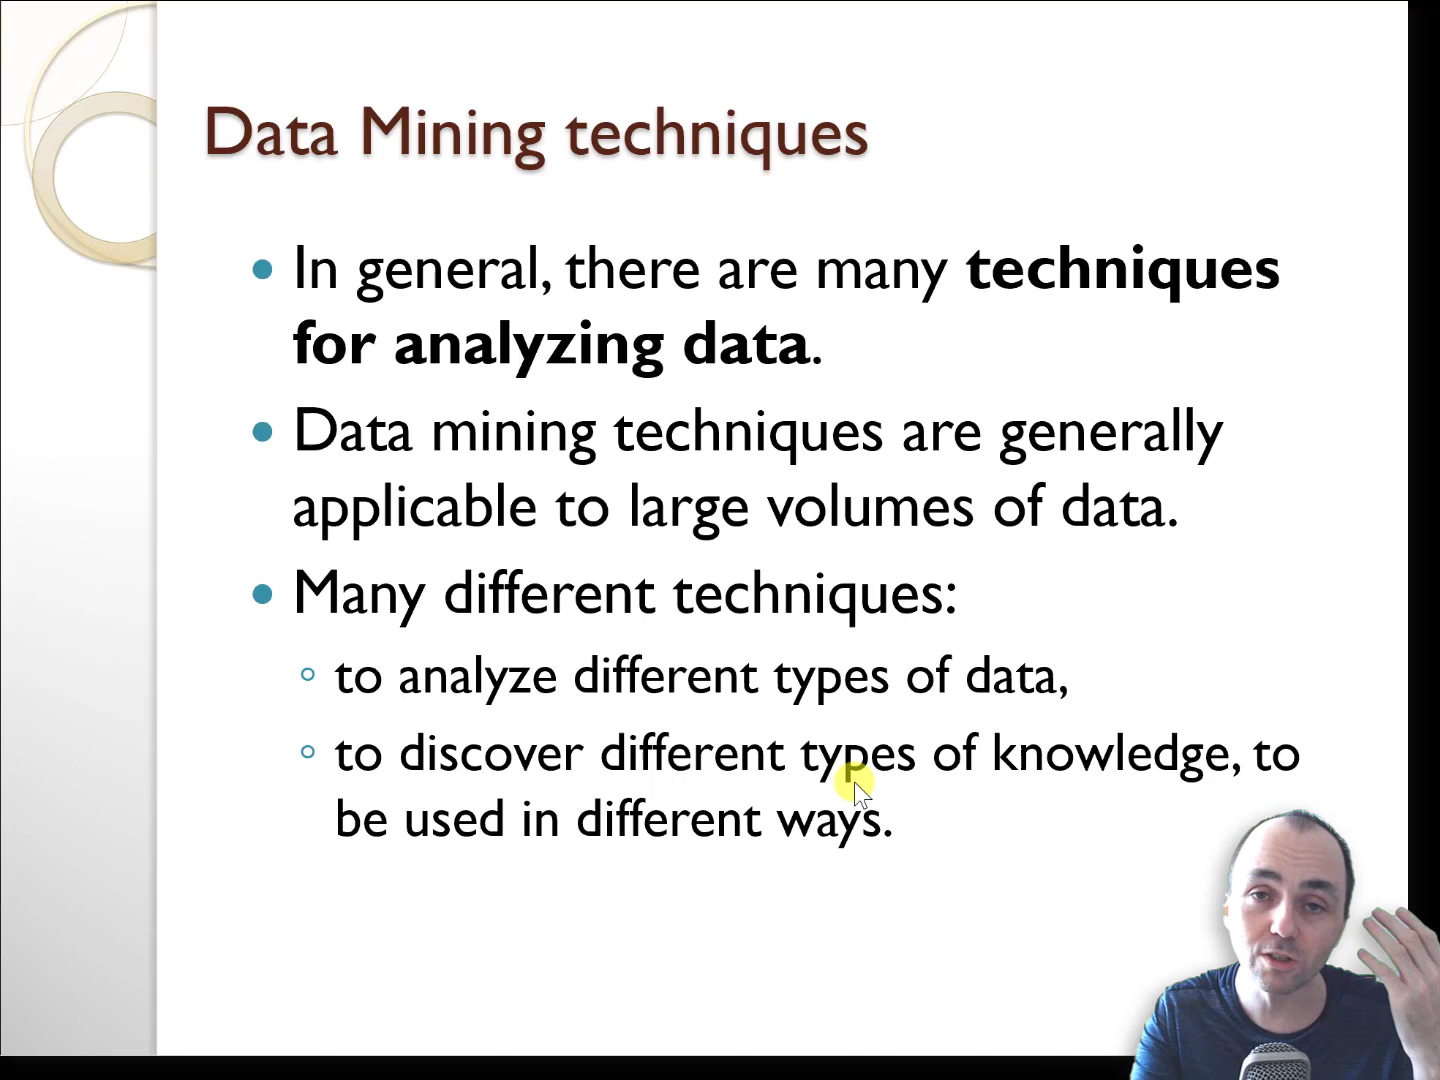 Data Mining techniques
In general, there are many techniques
for analyzing data.
Data mining techniques are generally
applicable to large volumes of data.
Many different techniques:
to analyze different types of data,
to discover different types of knowledge, to
be used in different ways.